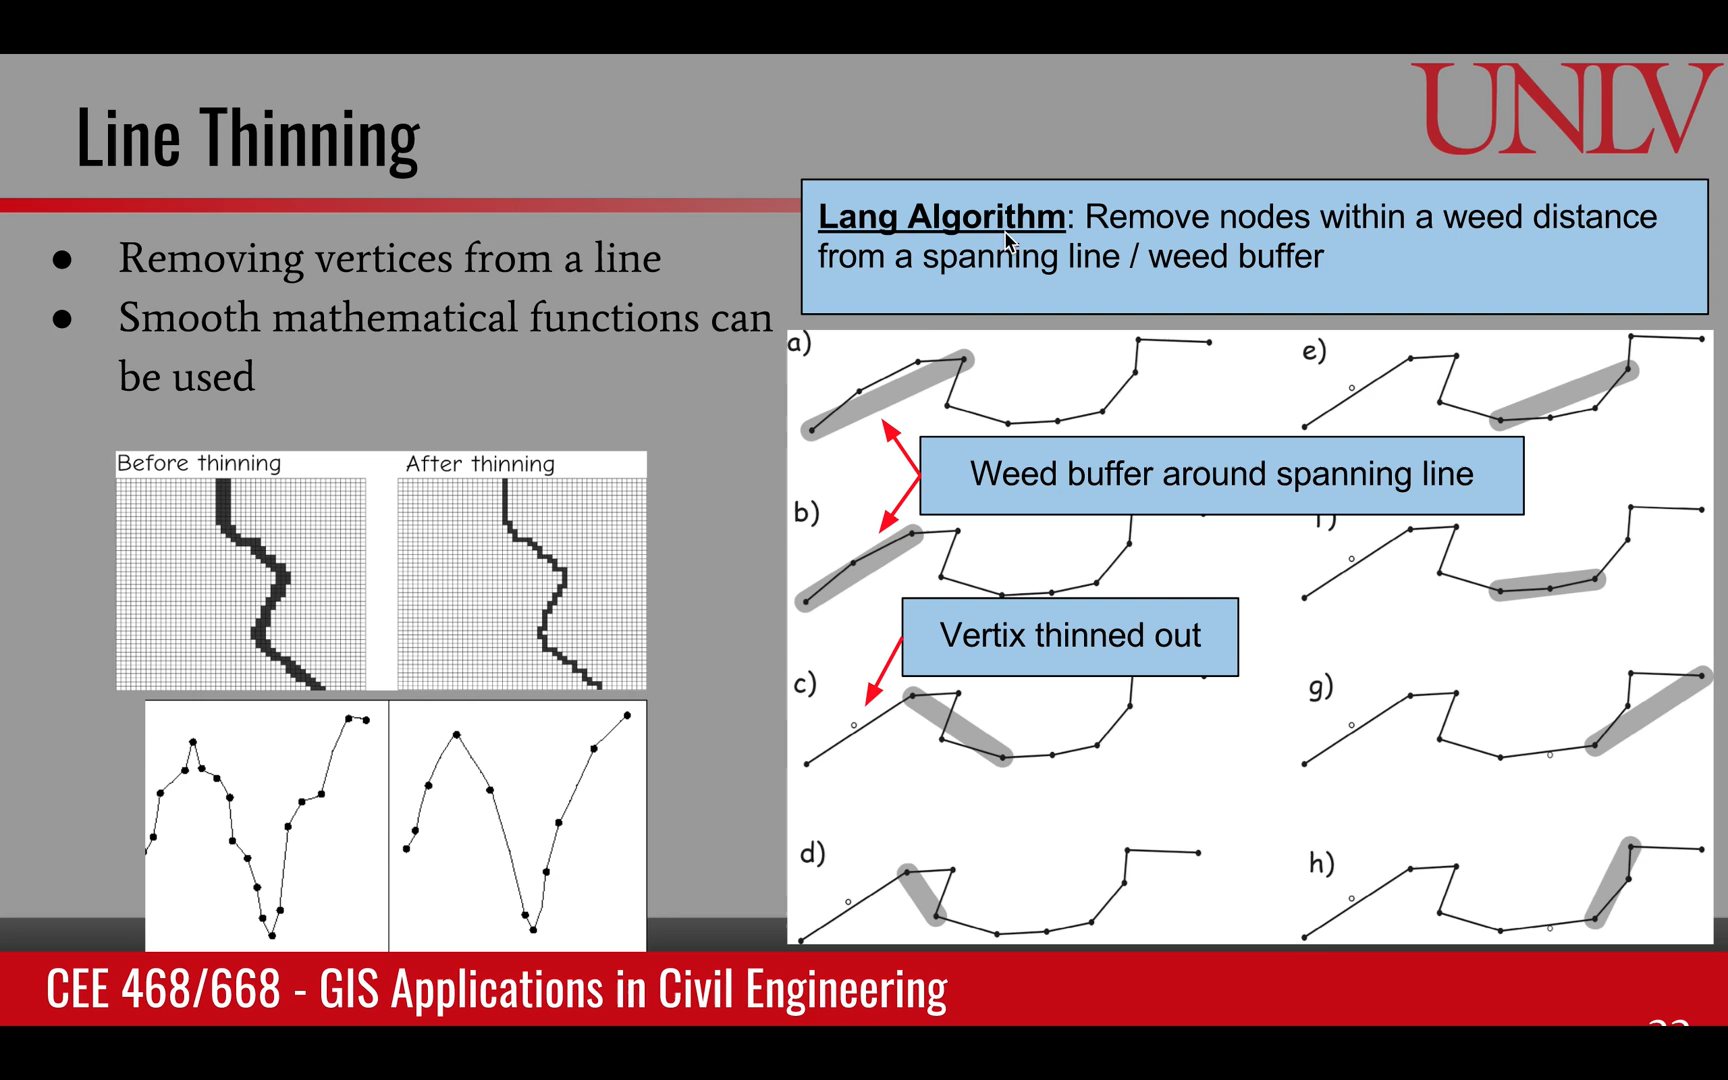 UNLV
Line Thinning
Lang Algorithm: Remove nodes within a weed distance
from a spanning line / weed buffer
● Removing vertices from a line
● Smooth mathematical functions can
be used
Before thinning
After thinning
a)
e)
Weed buffer around spanning line
b)
Vertix thinned out
c)
g)
d)
h)
CEE 468/668 - GIS Applications in Civil Engineering